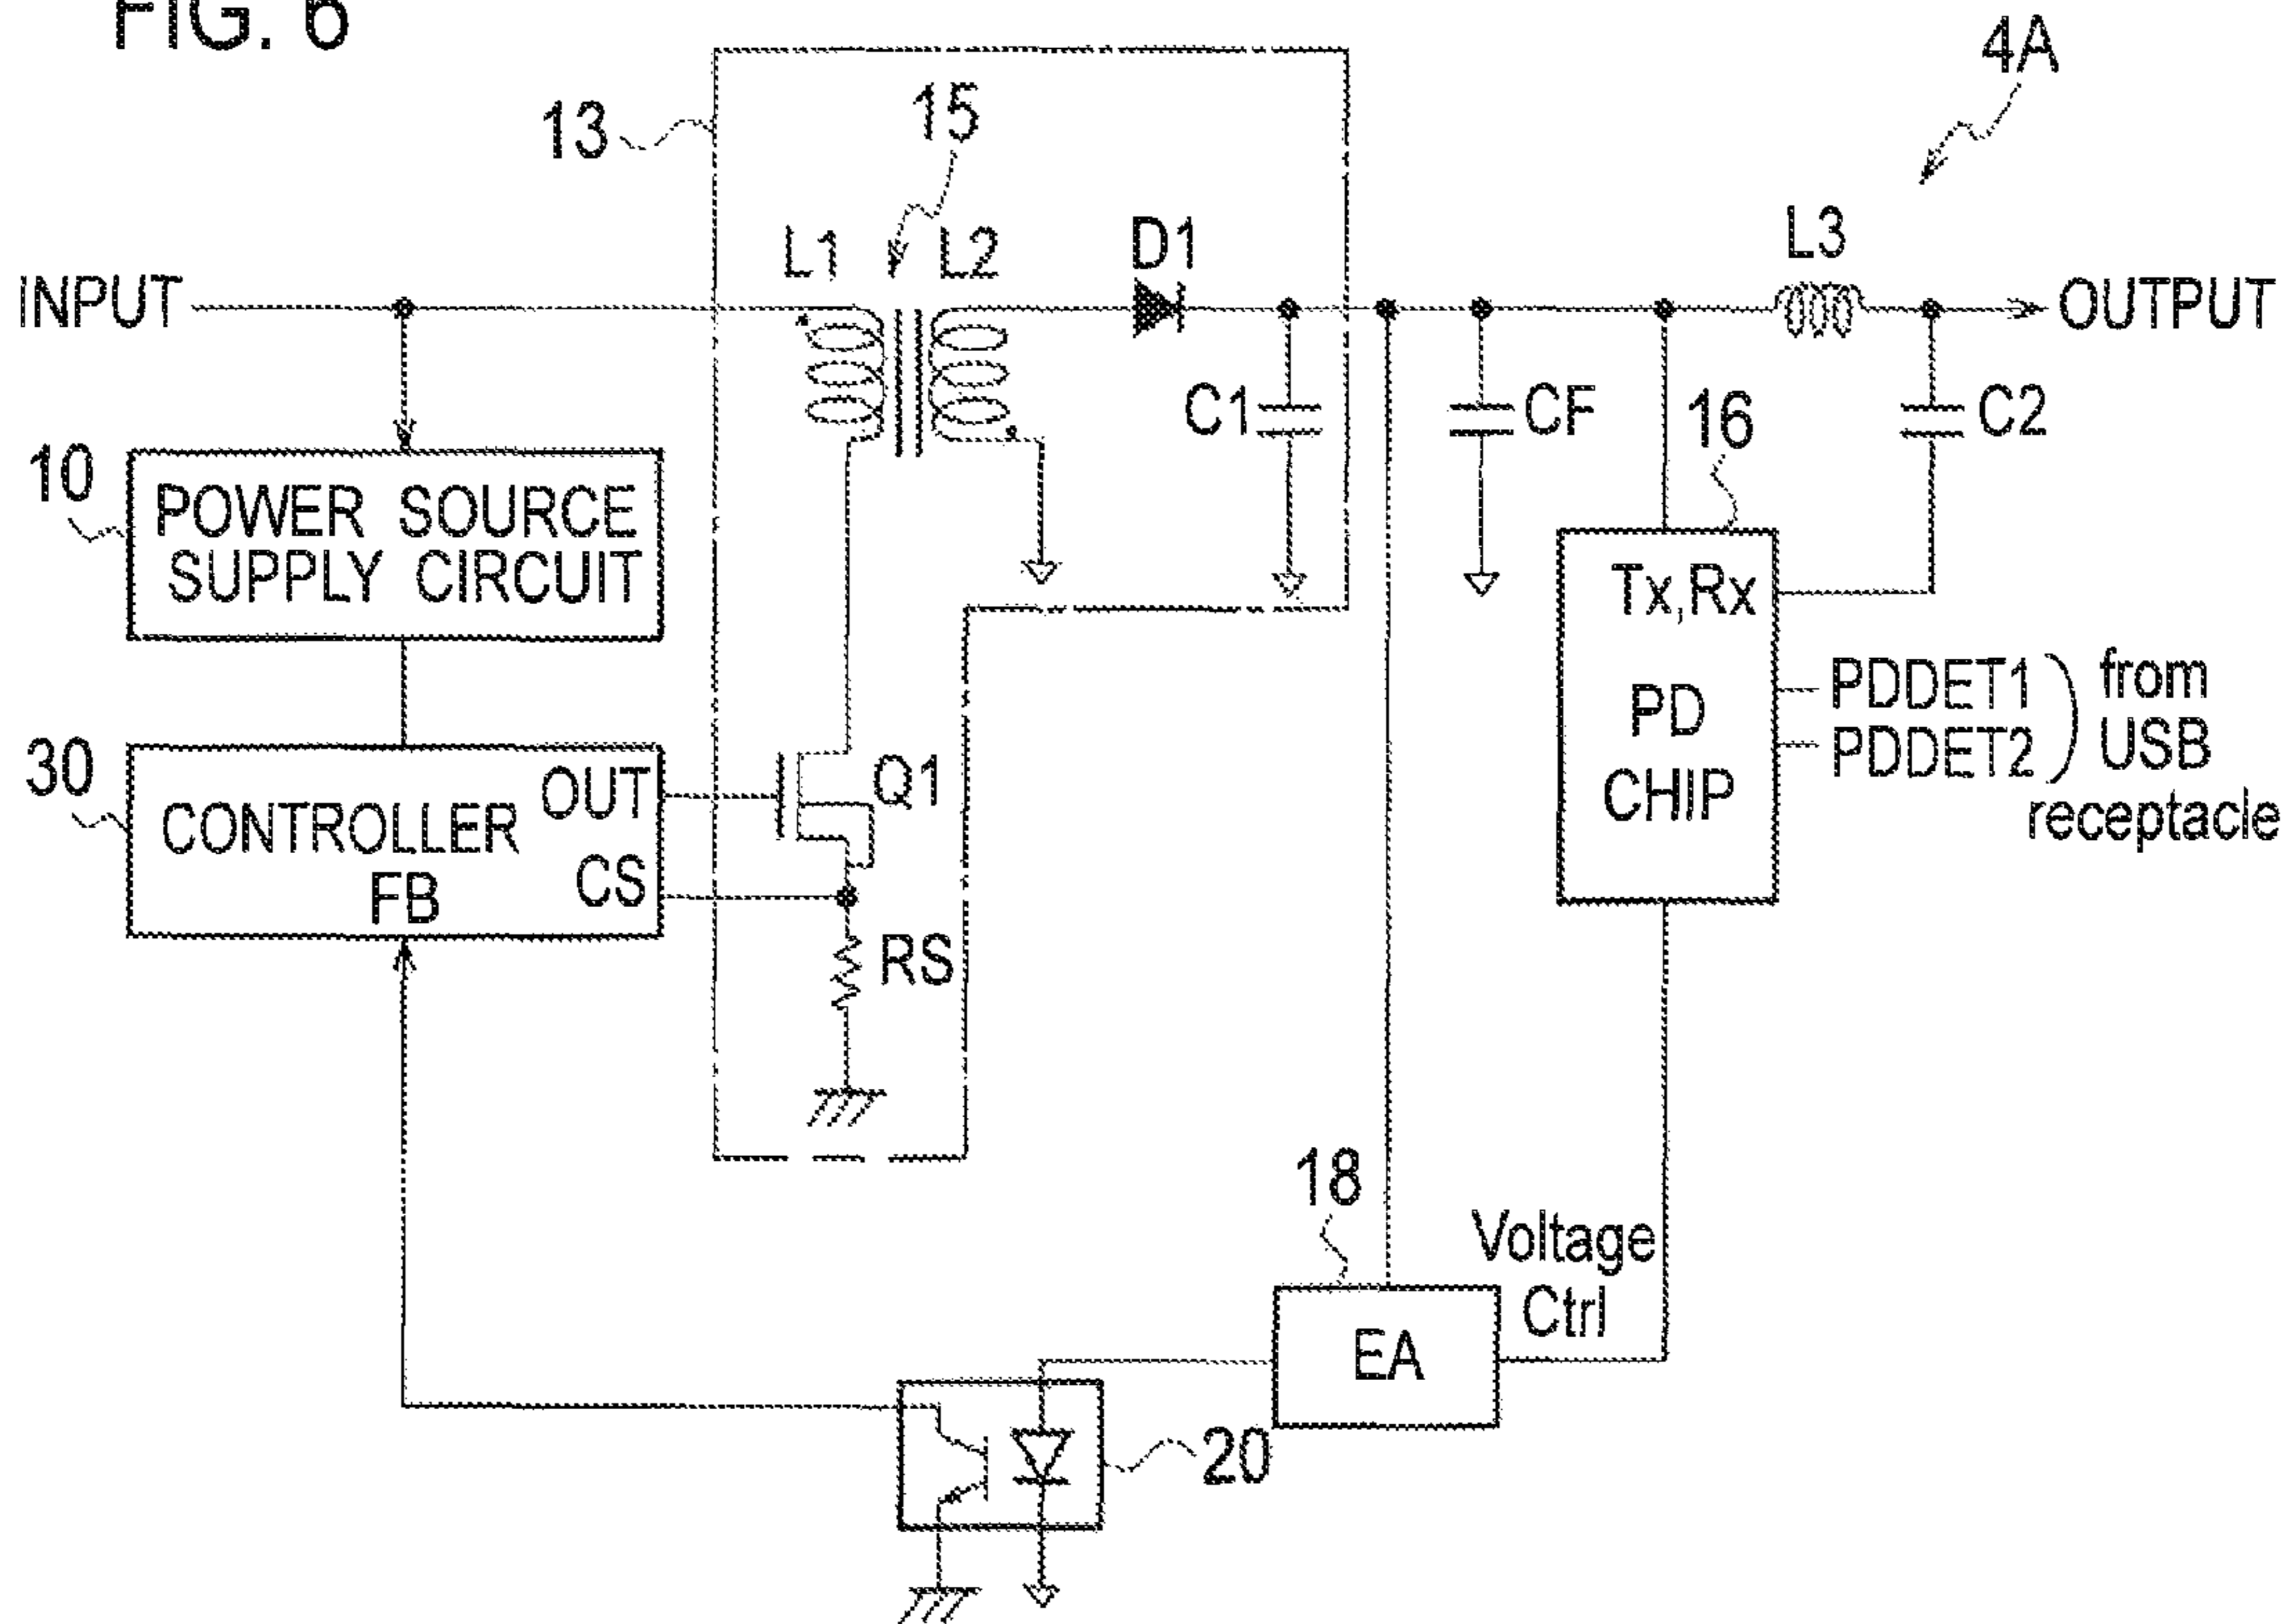 FIG. 6
4A
13
15
L1
L2
D1
L3
INPUT
OUTPUT
C1
CF
16
C2
10
POWER SOURCE
SUPPLY CIRCUIT
Tx,Rx
PD
CHIP
PDDET1
PDDET2
from
USB
receptacle
30
CONTROLLER
OUT
CS
FB
Q1
RS
18
Voltage
Ctrl
EA
20